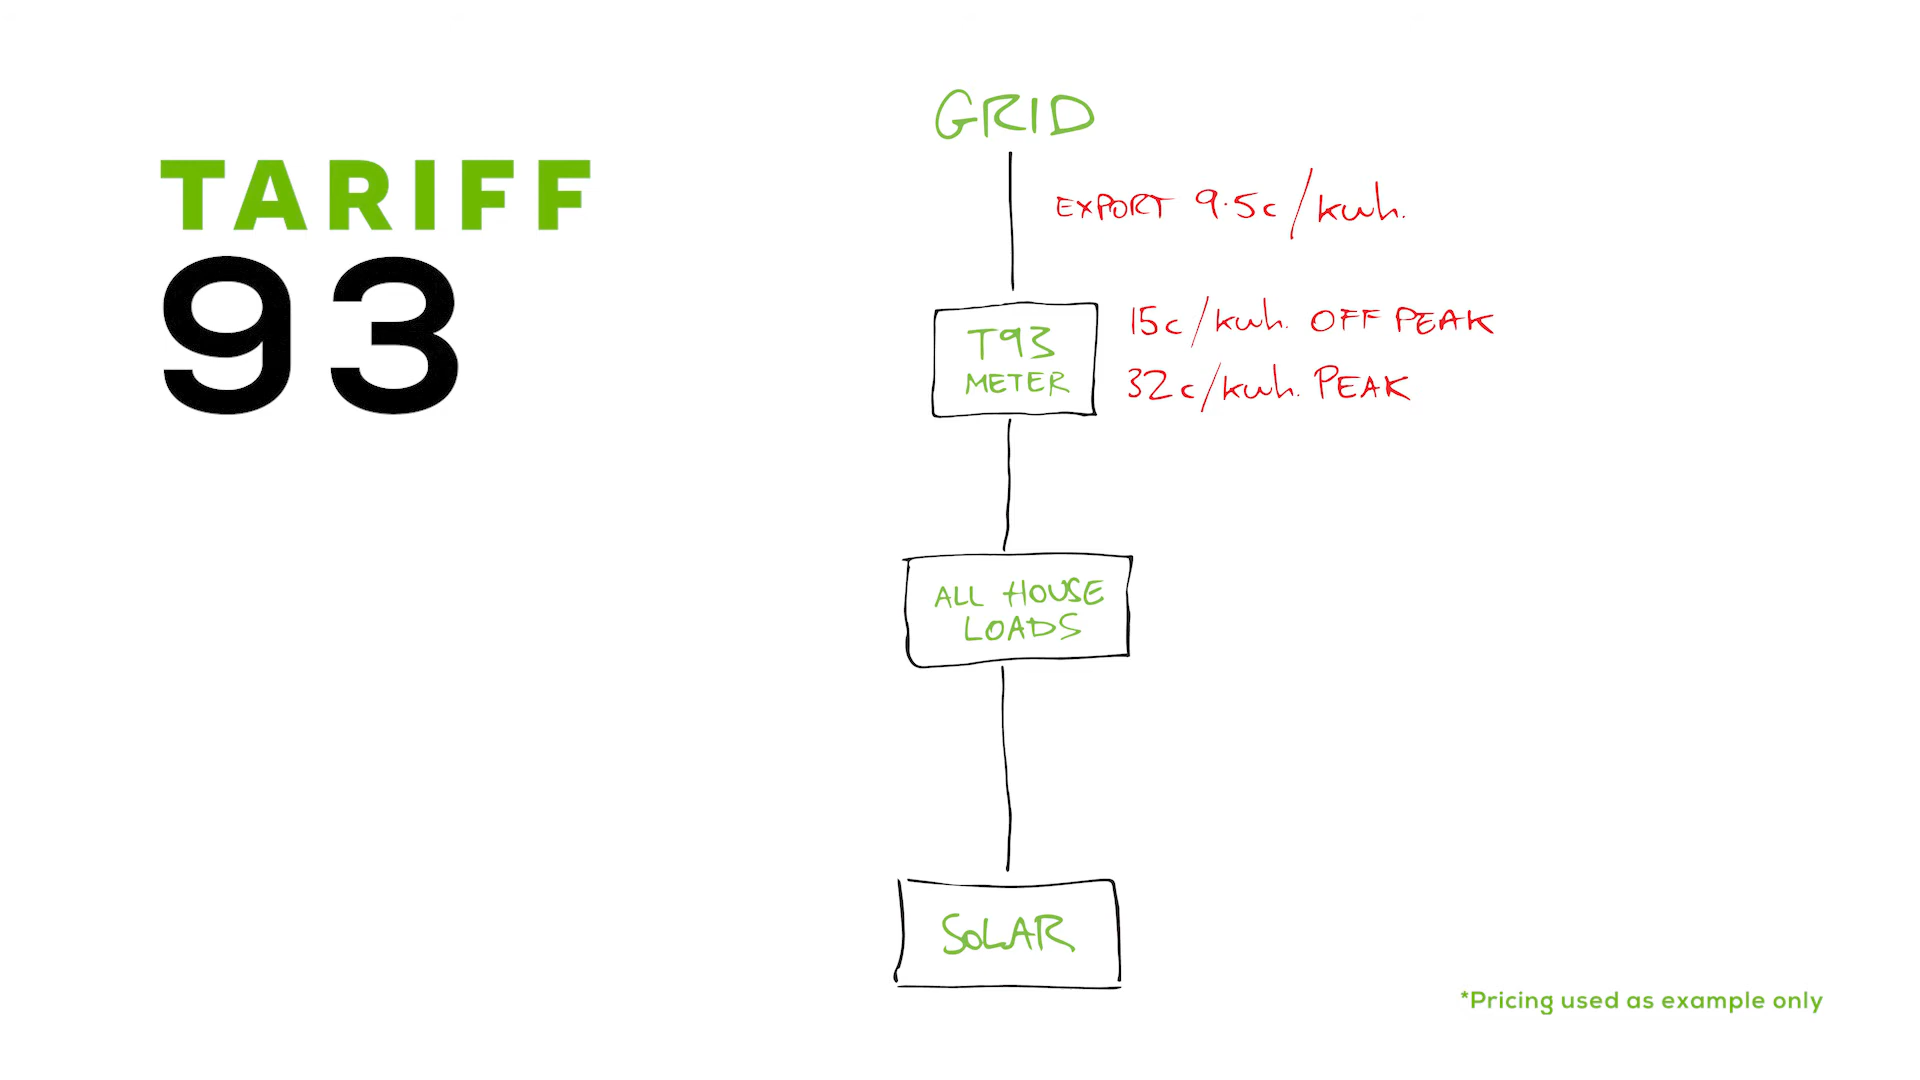 TARIFF
93
GRID
EXPORT 9.5c/kwh.
T93
METER
15c/kwh. OFF PEAK
32c/kwh. PEAK
ALL HOUSE
LOADS
SOLAR
*Pricing used as example only